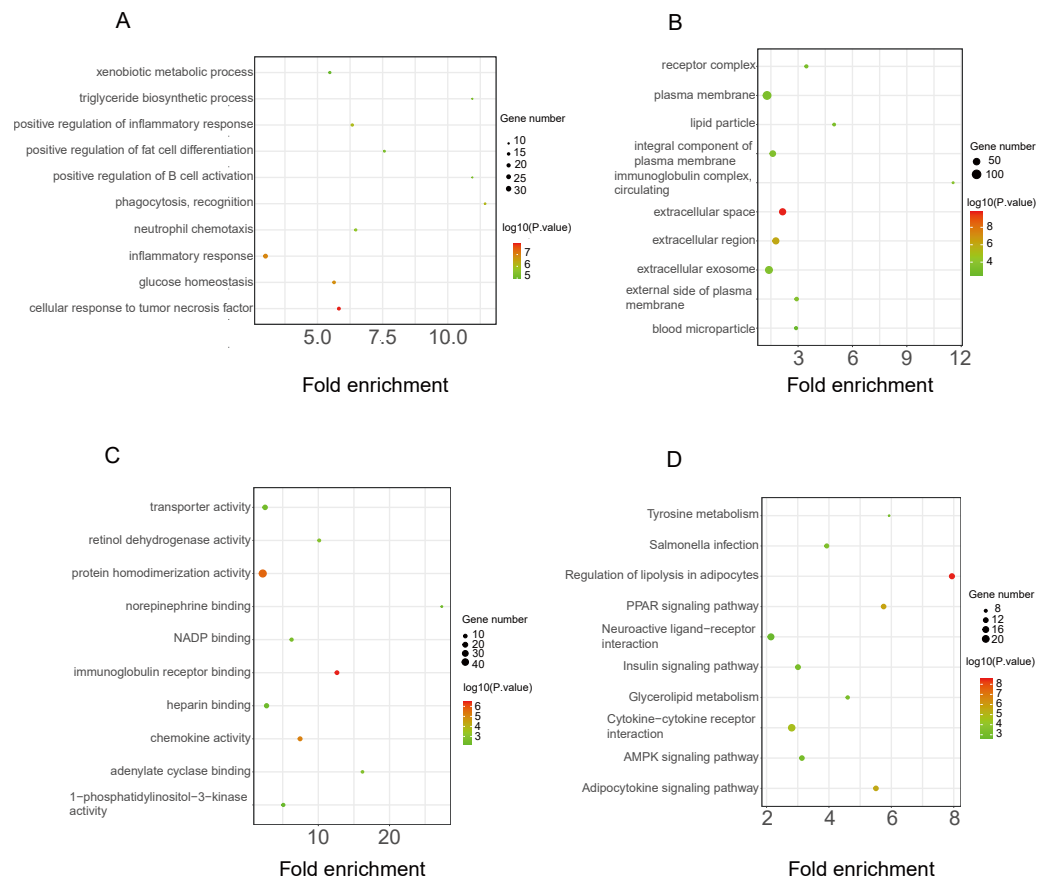 A
xenobiotic metabolic process
triglyceride biosynthetic process
positive regulation of inflammatory response
positive regulation of fat cell differentiation
positive regulation of B cell activation
phagocytosis, recognition
neutrophil chemotaxis
inflammatory response
glucose homeostasis
cellular response to tumor necrosis factor
5.0 7.5 10.0
Fold enrichment
Gene number
10
15
20
25
30
log10(P.value)
7
6
5
B
receptor complex
plasma membrane
lipid particle
integral component of
plasma membrane
immunoglobulin complex,
circulating
extracellular space
extracellular region
extracellular exosome
external side of plasma
membrane
blood microparticle
3 6 9 12
Fold enrichment
Gene number
50
100
log10(P.value)
8
6
4
C
transporter activity
retinol dehydrogenase activity
protein homodimerization activity
norepinephrine binding
NADP binding
immunoglobulin receptor binding
heparin binding
chemokine activity
adenylate cyclase binding
1−phosphatidylinositol−3−kinase
activity
10 20
Fold enrichment
Gene number
10
20
30
40
log10(P.value)
6
5
4
3
D
Tyrosine metabolism
Salmonella infection
Regulation of lipolysis in adipocytes
PPAR signaling pathway
Neuroactive ligand−receptor
interaction
Insulin signaling pathway
Glycerolipid metabolism
Cytokine−cytokine receptor
interaction
AMPK signaling pathway
Adipocytokine signaling pathway
2 4 6 8
Fold enrichment
Gene number
8
12
16
20
log10(P.value)
8
7
6
5
4
3